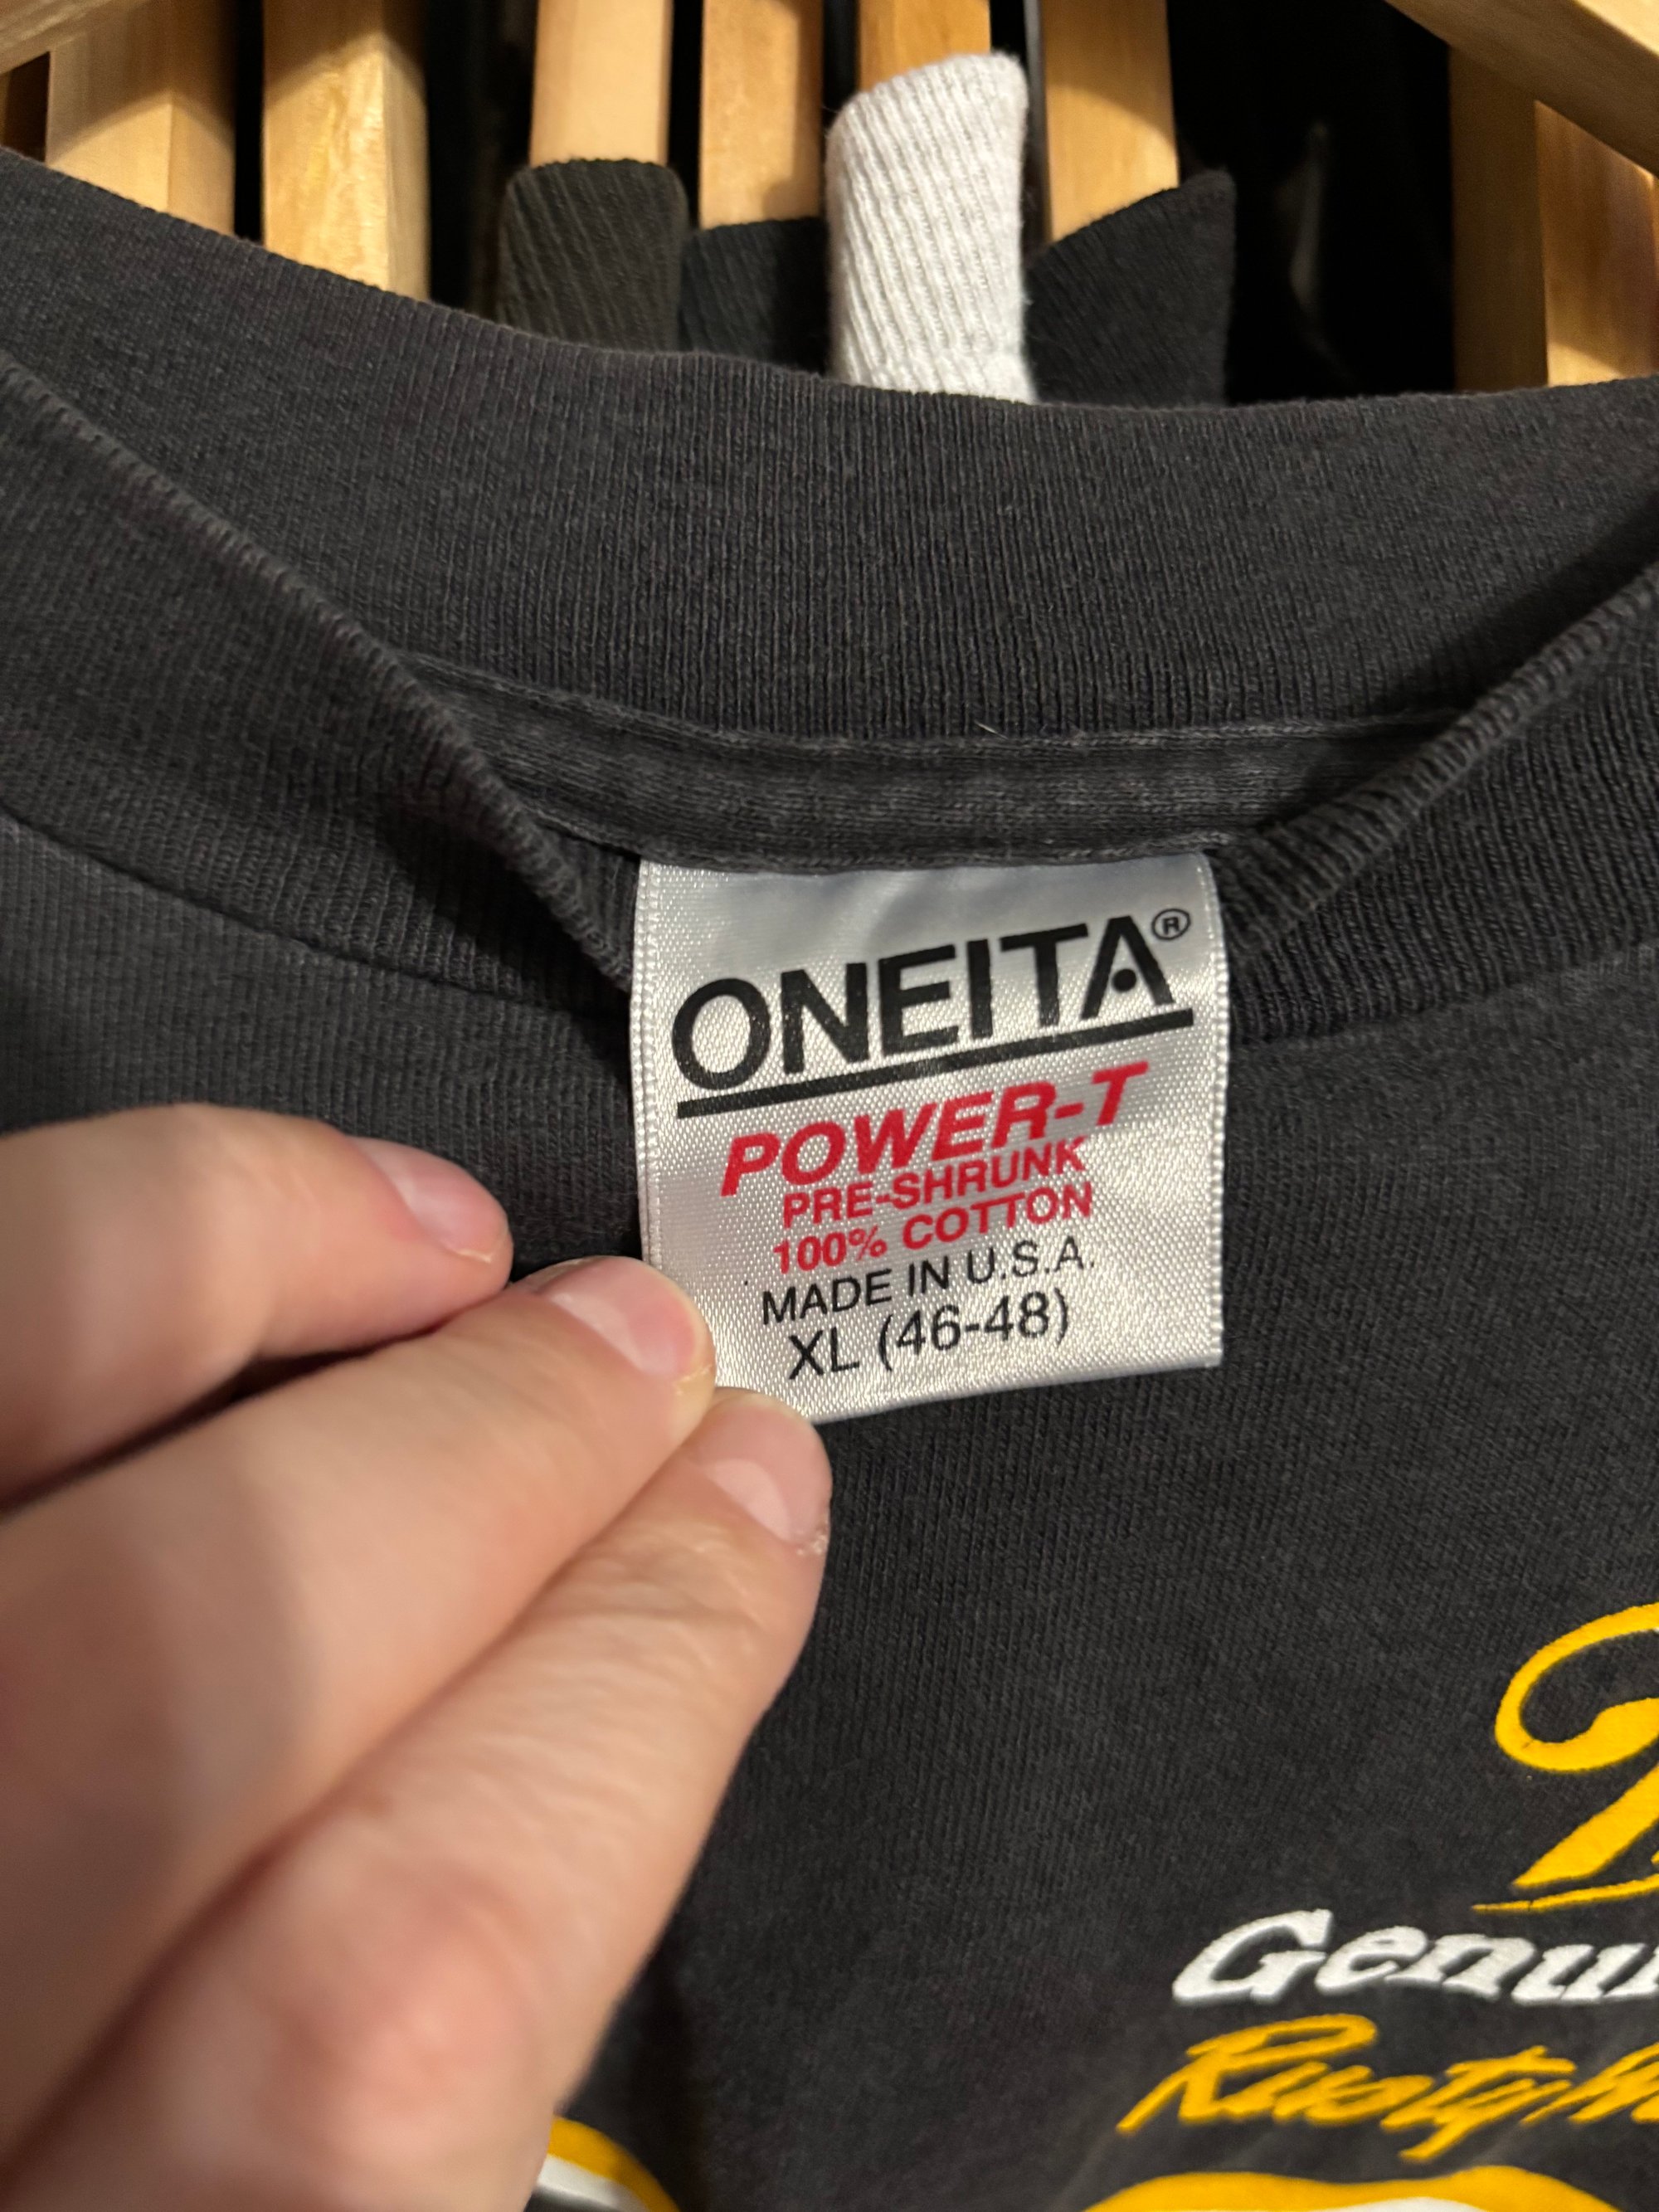 ONEITA®
POWER-T
PRE-SHRUNK
100% COTTON
MADE IN U.S.A.
XL (46-48)